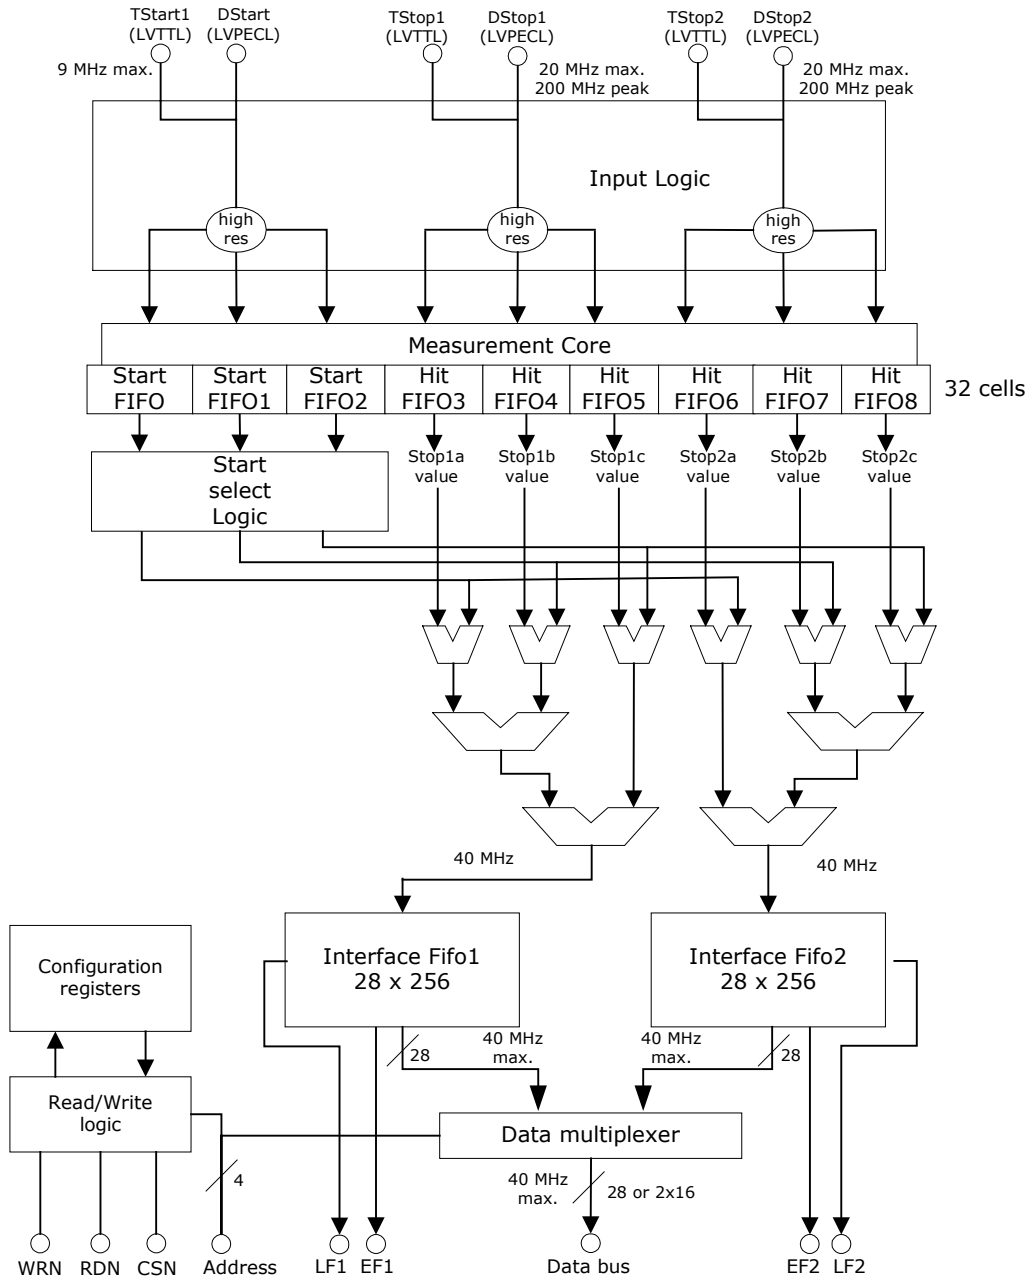 TStart1 DStart
(LVTTL) (LVPECL)
TStop1 DStop1
(LVTTL) (LVPECL)
TStop2 DStop2
(LVTTL) (LVPECL)
9 MHz max.
20 MHz max.
200 MHz peak
20 MHz max.
200 MHz peak
Input Logic
high
res
high
res
high
res
Measurement Core
Start
FIFO
Start
FIFO1
Start
FIFO2
Hit
FIFO3
Hit
FIFO4
Hit
FIFO5
Hit
FIFO6
Hit
FIFO7
Hit
FIFO8
32 cells
Start
select
Logic
Stop1a
value
Stop1b
value
Stop1c
value
Stop2a
value
Stop2b
value
Stop2c
value
40 MHz
40 MHz
Interface Fifo1
28 x 256
Interface Fifo2
28 x 256
Configuration
registers
28
40 MHz
max.
40 MHz
max.
28
Read/Write
logic
Data multiplexer
4
40 MHz
max.
28 or 2x16
WRN
RDN
CSN
Address
LF1
EF1
Data bus
EF2
LF2